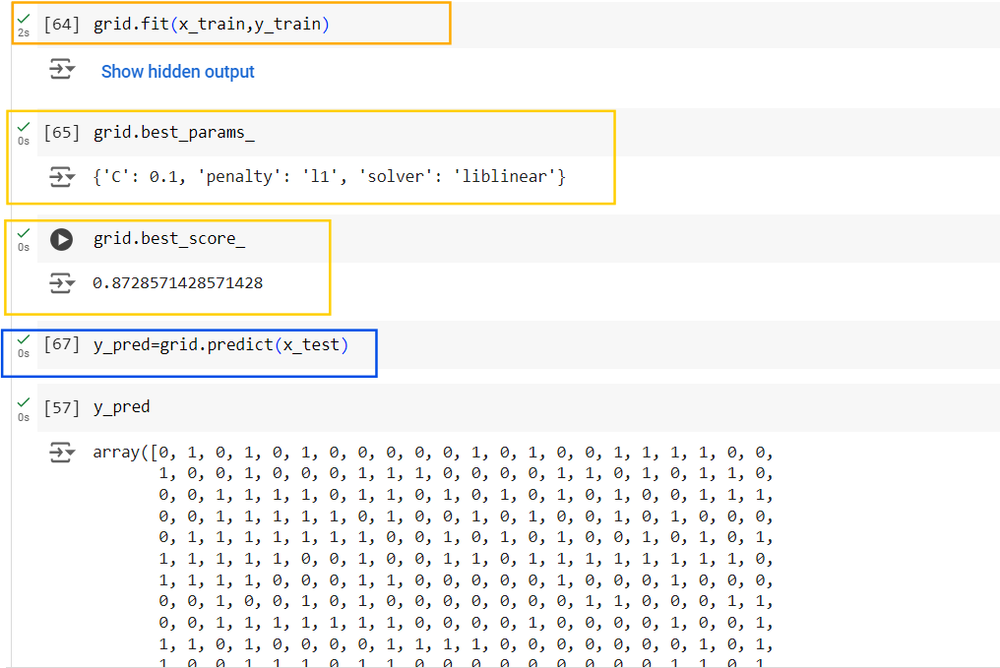 [64] grid.fit(x_train,y_train)
2s
Show hidden output
[65] grid.best_params_
0s
{'C': 0.1, 'penalty': 'l1', 'solver': 'liblinear'}
grid.best_score_
0s
0.8728571428571428
[67] y_pred=grid.predict(x_test)
0s
[57] y_pred
0s
array([0, 1, 0, 1, 0, 1, 0, 0, 0, 0, 0, 1, 0, 1, 0, 0, 1, 1, 1, 1, 0, 0,
1, 0, 0, 1, 0, 0, 0, 1, 1, 1, 0, 0, 0, 0, 1, 1, 0, 1, 0, 1, 1, 0,
0, 0, 1, 1, 1, 1, 0, 1, 1, 0, 1, 0, 1, 0, 1, 0, 1, 0, 0, 1, 1, 1,
0, 0, 1, 1, 1, 1, 1, 0, 1, 0, 0, 1, 0, 1, 0, 0, 1, 0, 1, 0, 0, 0,
0, 1, 1, 1, 1, 1, 1, 1, 0, 0, 1, 0, 1, 0, 1, 0, 0, 1, 0, 1, 0, 1,
1, 1, 1, 1, 1, 0, 0, 1, 0, 0, 1, 1, 0, 1, 1, 1, 1, 1, 1, 1, 1, 0,
1, 1, 1, 1, 0, 0, 0, 1, 1, 0, 0, 0, 0, 0, 1, 0, 0, 0, 1, 0, 0, 0,
0, 0, 1, 0, 0, 1, 0, 1, 0, 0, 0, 0, 0, 0, 0, 1, 1, 0, 0, 0, 1, 1,
0, 0, 1, 1, 1, 1, 1, 1, 1, 0, 0, 0, 0, 1, 0, 0, 0, 0, 1, 0, 0, 1,
1, 1, 0, 1, 0, 0, 0, 0, 1, 1, 1, 1, 0, 0, 0, 0, 0, 0, 0, 1, 0, 1,